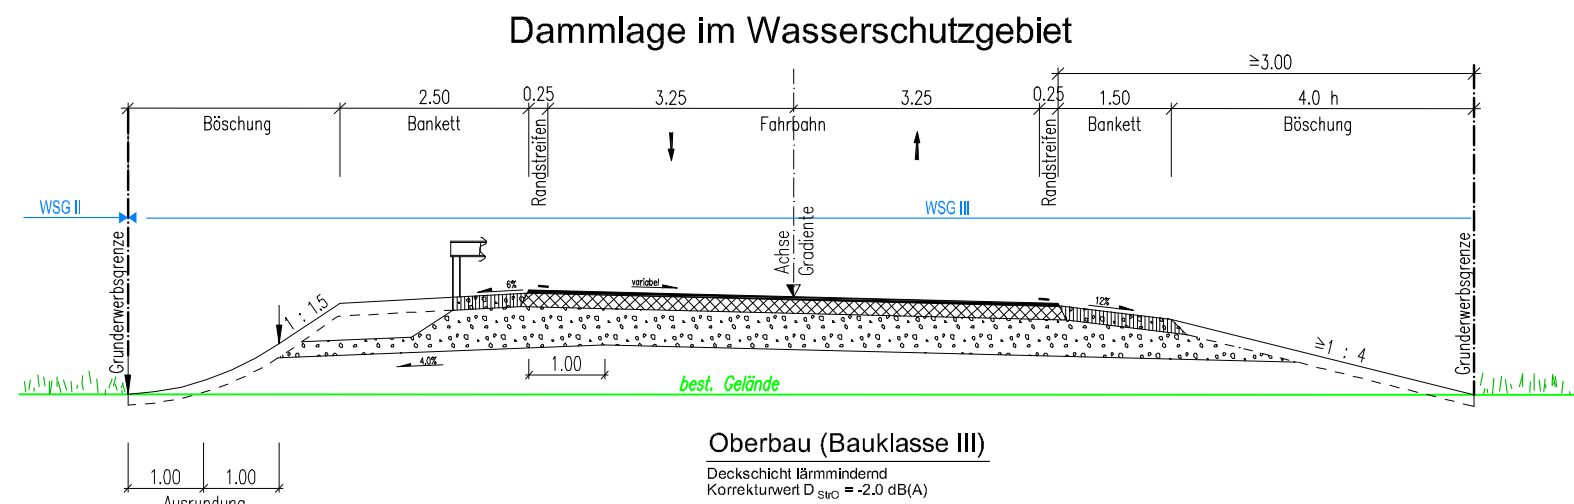 Dammlage im Wasserschutzgebiet
≥3.00
2.50 0.25 3.25 3.25 0.25 1.50 4.0 h
Böschung Bankett Randstreifen Fahrbahn Randstreifen Bankett Böschung
WSG II WSG III
Grunderwerbsgrenze Achse Gradiente Grunderwerbsgrenze
6% variabel 12%
1 : 1,5
≥1 : 4
4.0% 1.00
best. Gelände
Oberbau (Bauklasse III)
Deckschicht lärmmindernd
Korrekturwert D StrO = -2.0 dB(A)
1.00 1.00
Ausrundung